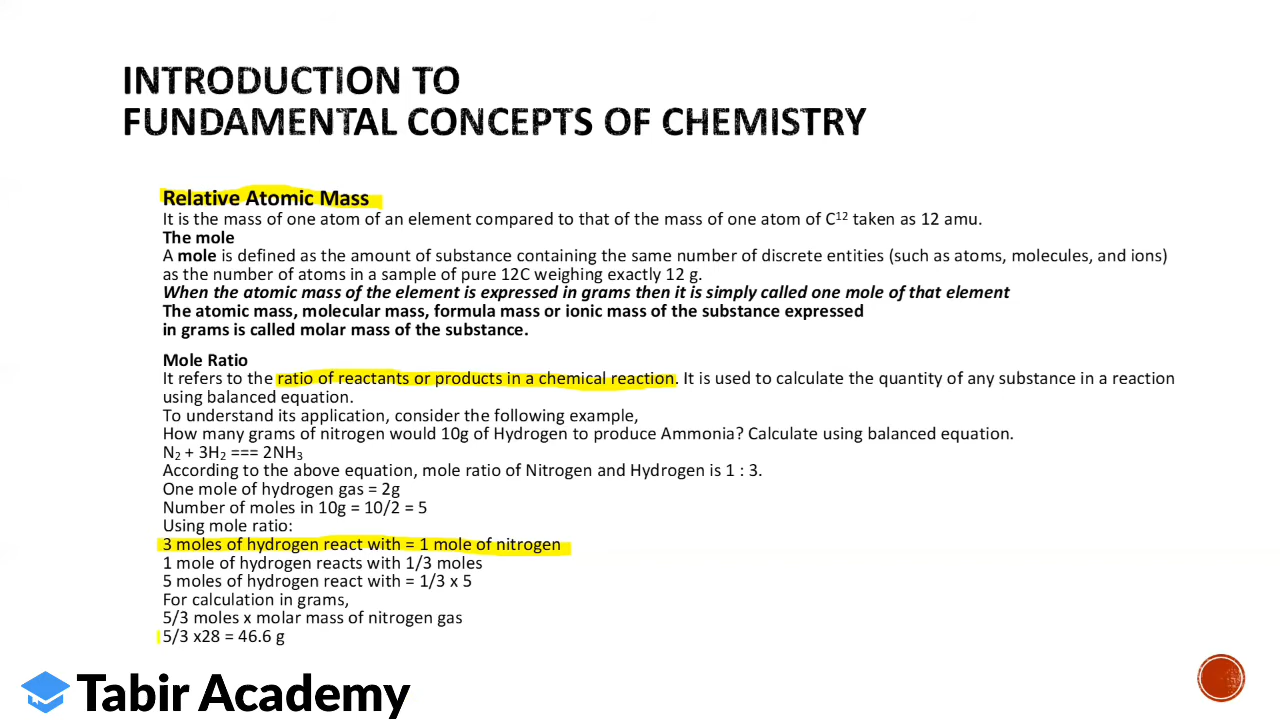 INTRODUCTION TO
FUNDAMENTAL CONCEPTS OF CHEMISTRY
Relative Atomic Mass
It is the mass of one atom of an element compared to that of the mass of one atom of C¹² taken as 12 amu.
The mole
A mole is defined as the amount of substance containing the same number of discrete entities (such as atoms, molecules, and ions)
as the number of atoms in a sample of pure 12C weighing exactly 12 g.
When the atomic mass of the element is expressed in grams then it is simply called one mole of that element
The atomic mass, molecular mass, formula mass or ionic mass of the substance expressed
in grams is called molar mass of the substance.
Mole Ratio
It refers to the ratio of reactants or products in a chemical reaction. It is used to calculate the quantity of any substance in a reaction
using balanced equation.
To understand its application, consider the following example,
How many grams of nitrogen would 10g of Hydrogen to produce Ammonia? Calculate using balanced equation.
N₂ + 3H₂ === 2NH₃
According to the above equation, mole ratio of Nitrogen and Hydrogen is 1 : 3.
One mole of hydrogen gas = 2g
Number of moles in 10g = 10/2 = 5
Using mole ratio:
3 moles of hydrogen react with = 1 mole of nitrogen
1 mole of hydrogen reacts with 1/3 moles
5 moles of hydrogen react with = 1/3 x 5
For calculation in grams,
5/3 moles x molar mass of nitrogen gas
5/3 x28 = 46.6 g
Tabir Academy